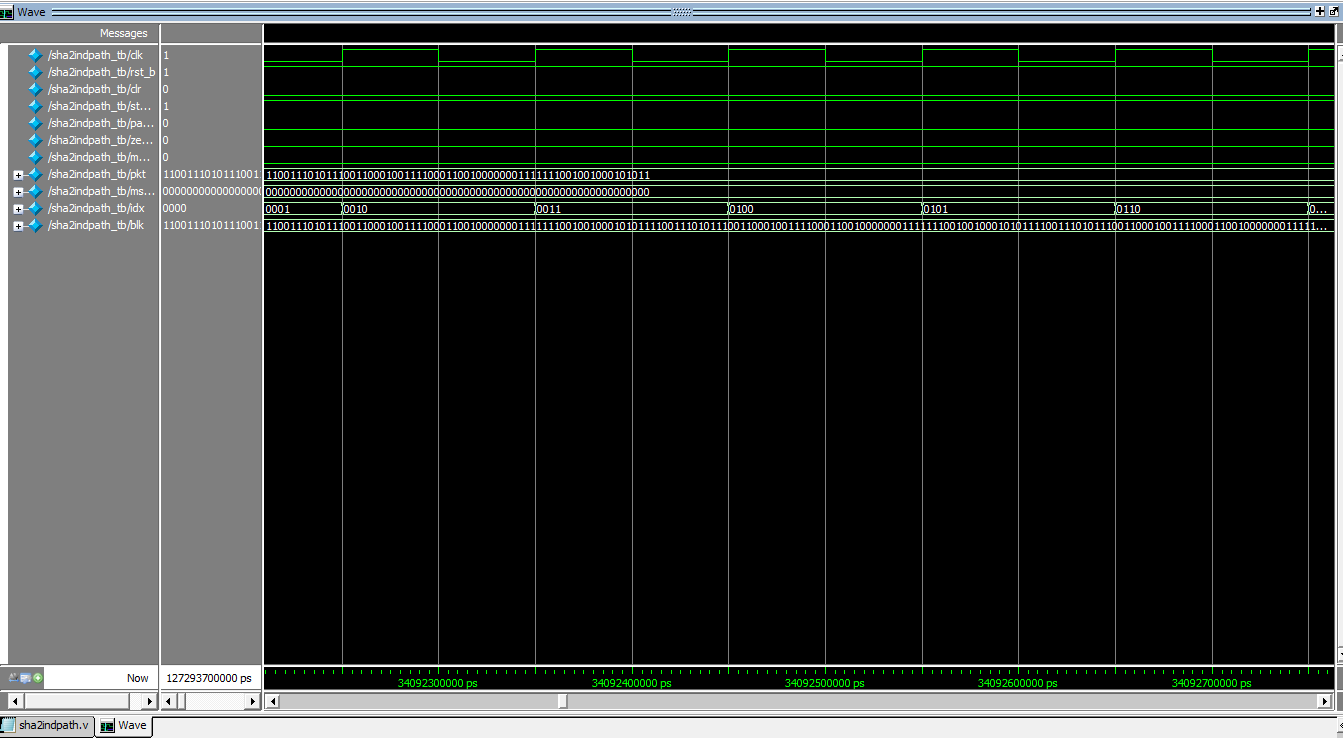 Wave
Messages
/sha2indpath_tb/clk 1
/sha2indpath_tb/rst_b 1
/sha2indpath_tb/clr 0
/sha2indpath_tb/st... 1
/sha2indpath_tb/pa... 0
/sha2indpath_tb/ze... 0
/sha2indpath_tb/m... 0
/sha2indpath_tb/pkt 1100111010111001 1100111010111001100010011110001100100000001111111001001000101011
/sha2indpath_tb/ms... 0000000000000000 0000000000000000000000000000000000000000000000000000000000000000
/sha2indpath_tb/idx 0000 0001 0010 0011 0100 0101 0110 0...
/sha2indpath_tb/blk 1100111010111001 1100111010111001100010011110001100100000001111111001001000101011110011101011100110001001111000110010000000111111100100100010101111001110101110011000100111100011001000000011111...
Now 127293700000 ps 34092300000 ps 34092400000 ps 34092500000 ps 34092600000 ps 34092700000 ps
sha2indpath.v Wave